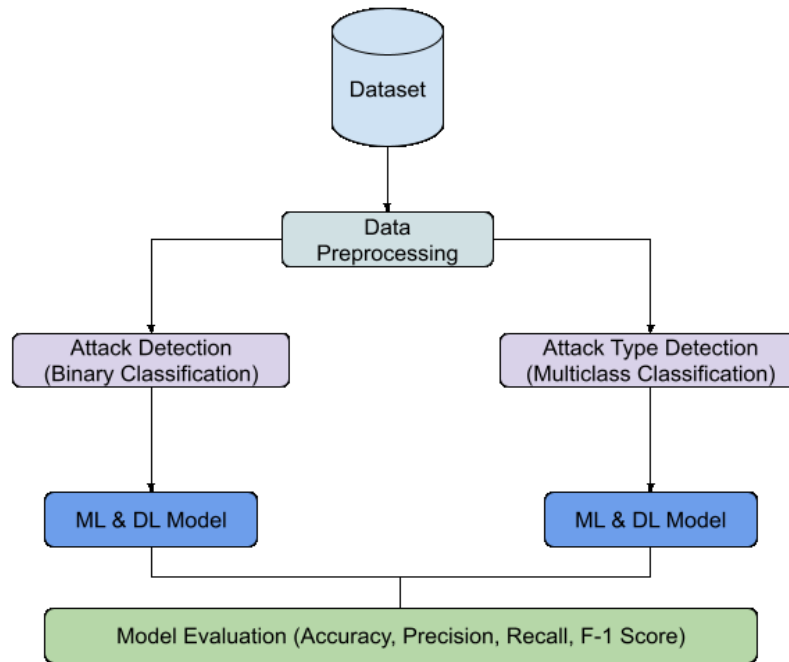 Dataset
Data
Preprocessing
Attack Detection
(Binary Classification)
Attack Type Detection
(Multiclass Classification)
ML & DL Model
ML & DL Model
Model Evaluation (Accuracy, Precision, Recall, F-1 Score)